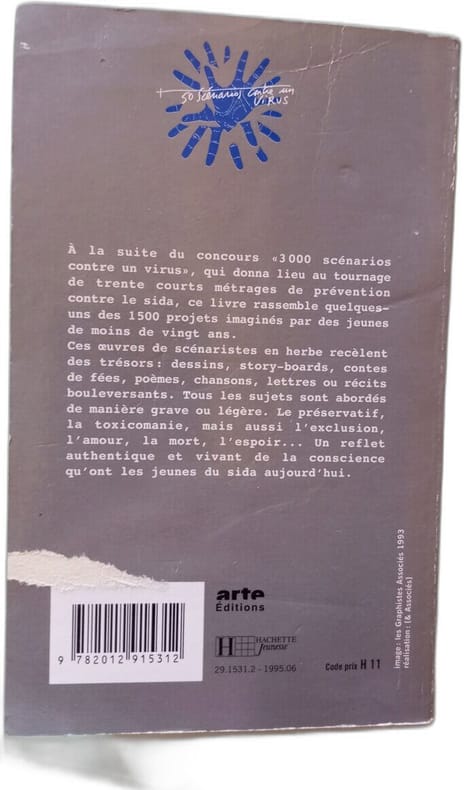 50 scénarios contre un
VIRUS
À la suite du concours «3000 scénarios
contre un virus», qui donna lieu au tournage
de trente courts métrages de prévention
contre le sida, ce livre rassemble quelques-
uns des 1500 projets imaginés par des jeunes
de moins de vingt ans.
Ces œuvres de scénaristes en herbe recèlent
des trésors : dessins, story-boards, contes
de fées, poèmes, chansons, lettres ou récits
bouleversants. Tous les sujets sont abordés
de manière grave ou légère. Le préservatif,
la toxicomanie, mais aussi l'exclusion,
l'amour, la mort, l'espoir... Un reflet
authentique et vivant de la conscience
qu'ont les jeunes du sida aujourd'hui.
image : les Graphistes Associés 1993
réalisation : [& Associés]
arte
Éditions
H HACHETTE
Jeunesse
29.1531.2 - 1995.06
Code prix H 11
9 782012 915312